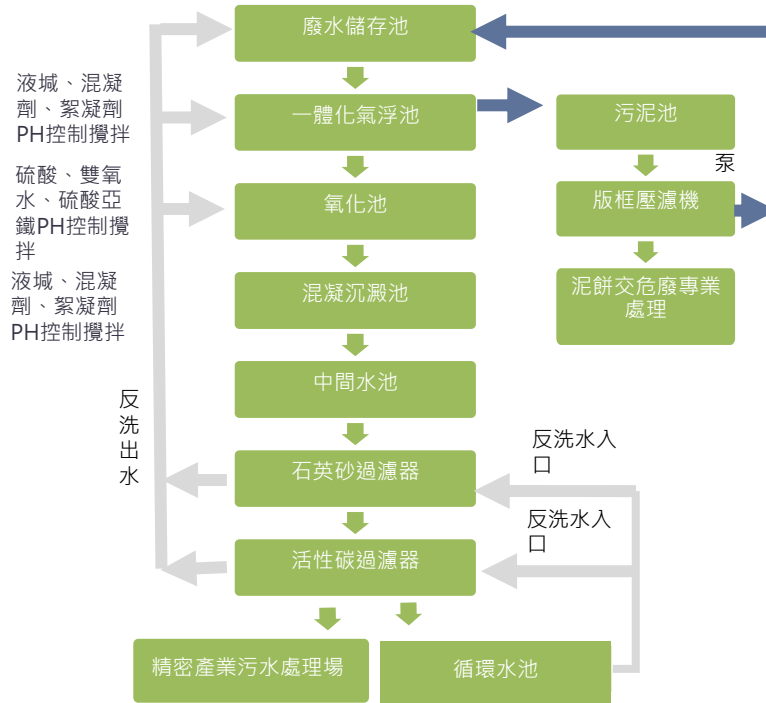 廢水儲存池
液堿、混凝
劑、絮凝劑
PH控制攪拌
一體化氣浮池
污泥池
泵
硫酸、雙氧
水、硫酸亞
鐵PH控制攪
拌
氧化池
版框壓濾機
液堿、混凝
劑、絮凝劑
PH控制攪拌
混凝沉澱池
泥餅交危廢專業
處理
中間水池
反
洗
出
水
石英砂過濾器
反洗水入
口
活性碳過濾器
反洗水入
口
精密產業污水處理場
循環水池